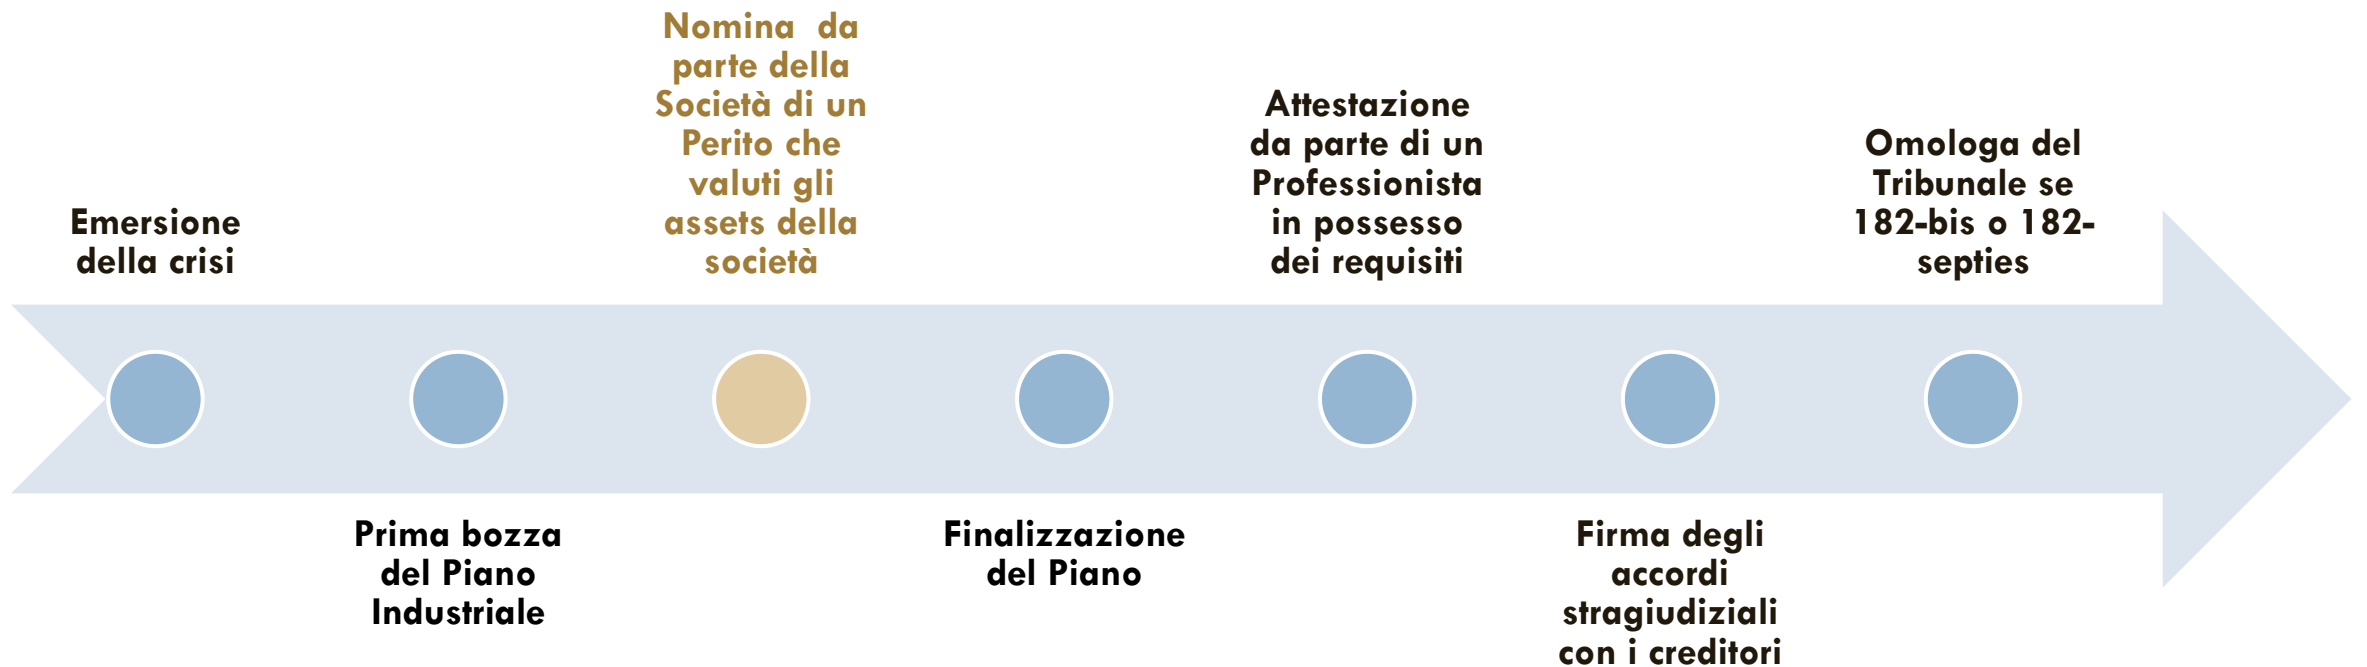 Emersione
della crisi
Prima bozza
del Piano
Industriale
Nomina da
parte della
Società di un
Perito che
valuti gli
assets della
società
Finalizzazione
del Piano
Attestazione
da parte di un
Professionista
in possesso
dei requisiti
Firma degli
accordi
stragiudiziali
con i creditori
Omologa del
Tribunale se
182-bis o 182-
septies